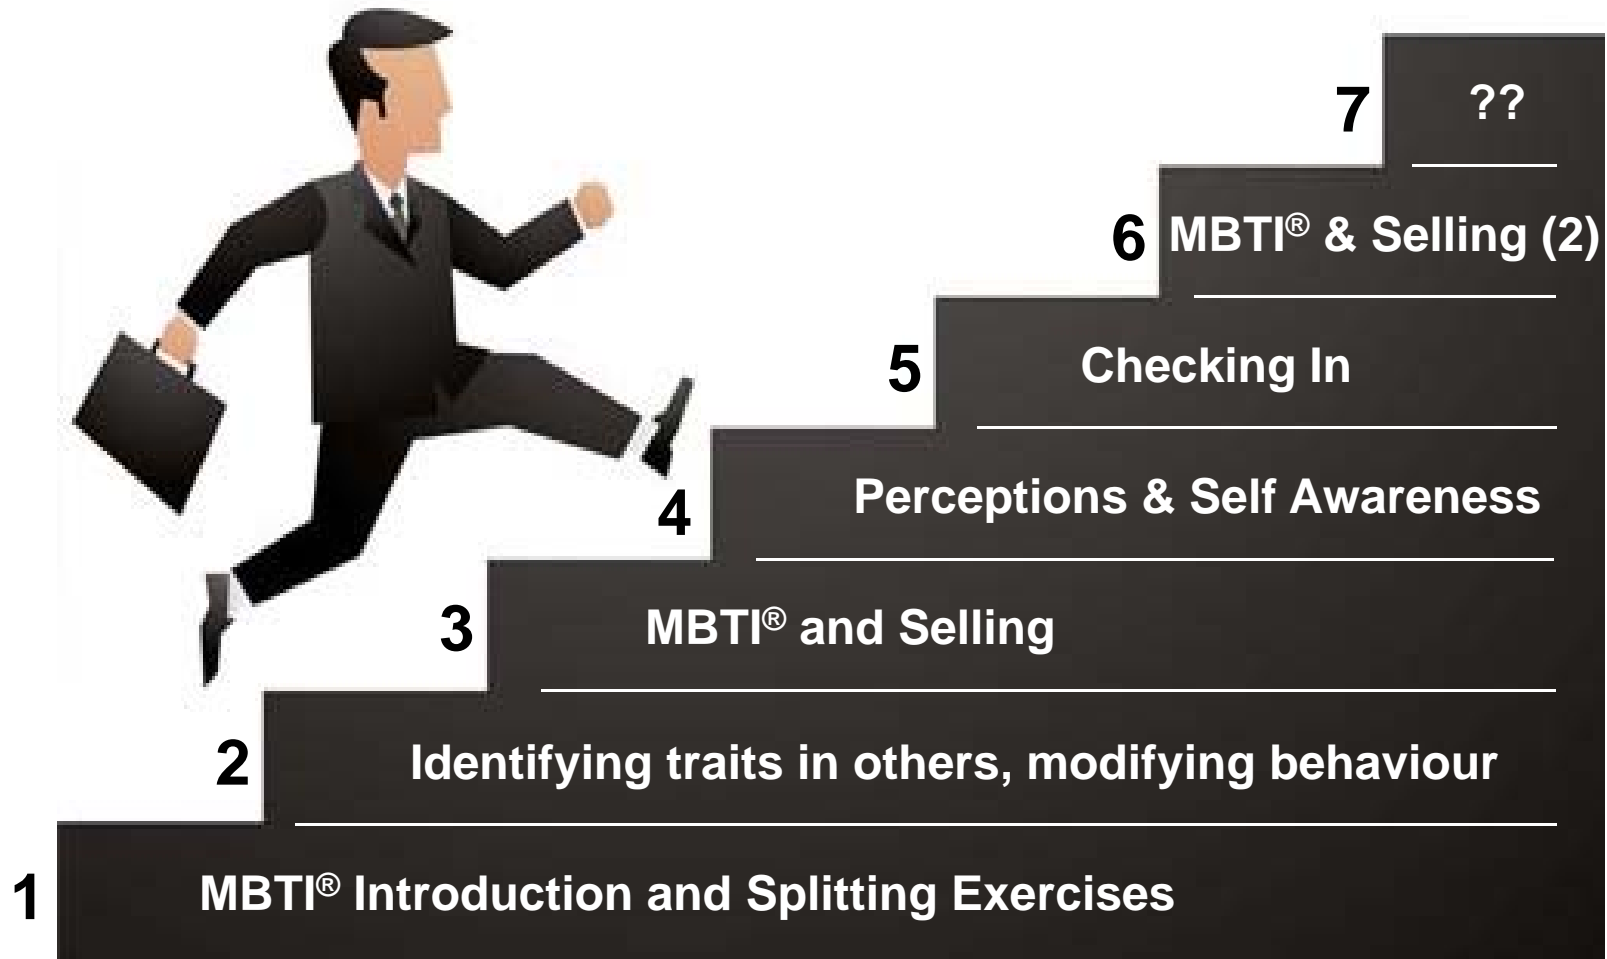 7 ??
6 MBTI® & Selling (2)
5 Checking In
4 Perceptions & Self Awareness
3 MBTI® and Selling
2 Identifying traits in others, modifying behaviour
1 MBTI® Introduction and Splitting Exercises